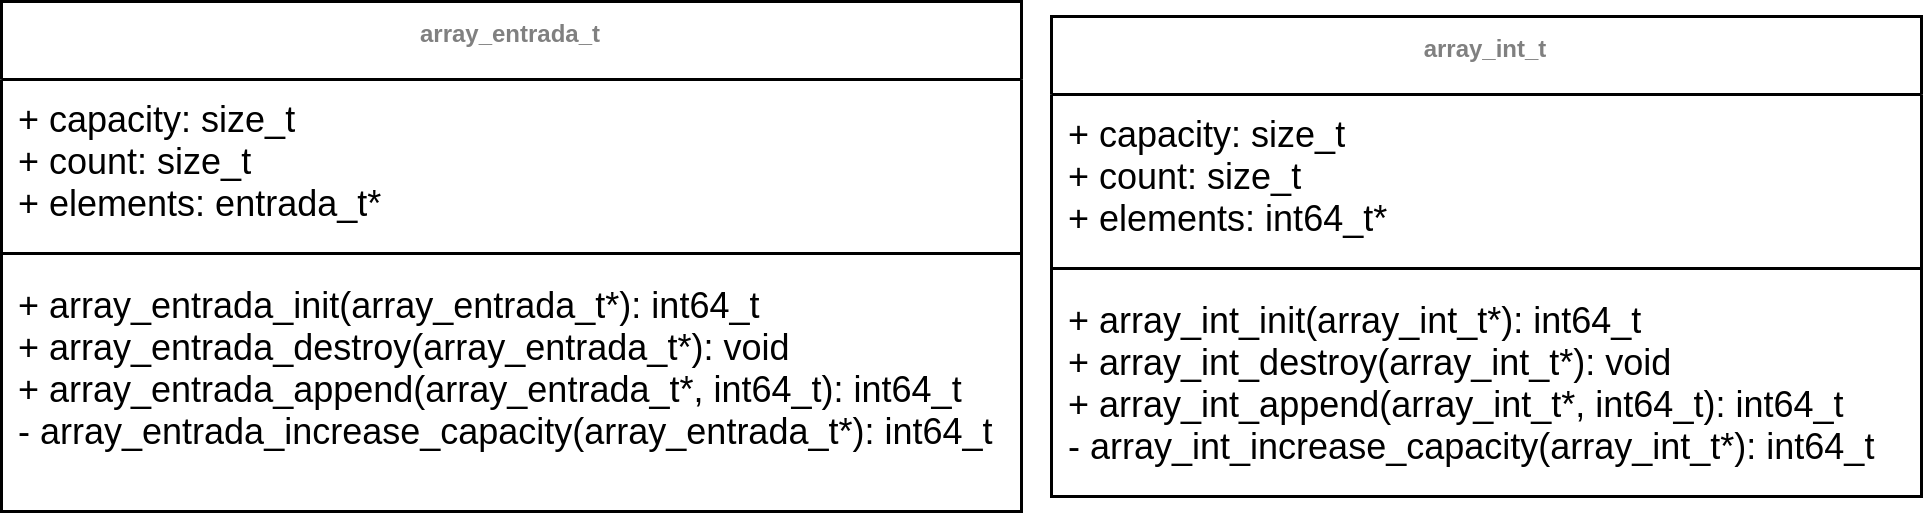 array_entrada_t
+ capacity: size_t
+ count: size_t
+ elements: entrada_t*
+ array_entrada_init(array_entrada_t*): int64_t
+ array_entrada_destroy(array_entrada_t*): void
+ array_entrada_append(array_entrada_t*, int64_t): int64_t
- array_entrada_increase_capacity(array_entrada_t*): int64_t
array_int_t
+ capacity: size_t
+ count: size_t
+ elements: int64_t*
+ array_int_init(array_int_t*): int64_t
+ array_int_destroy(array_int_t*): void
+ array_int_append(array_int_t*, int64_t): int64_t
- array_int_increase_capacity(array_int_t*): int64_t